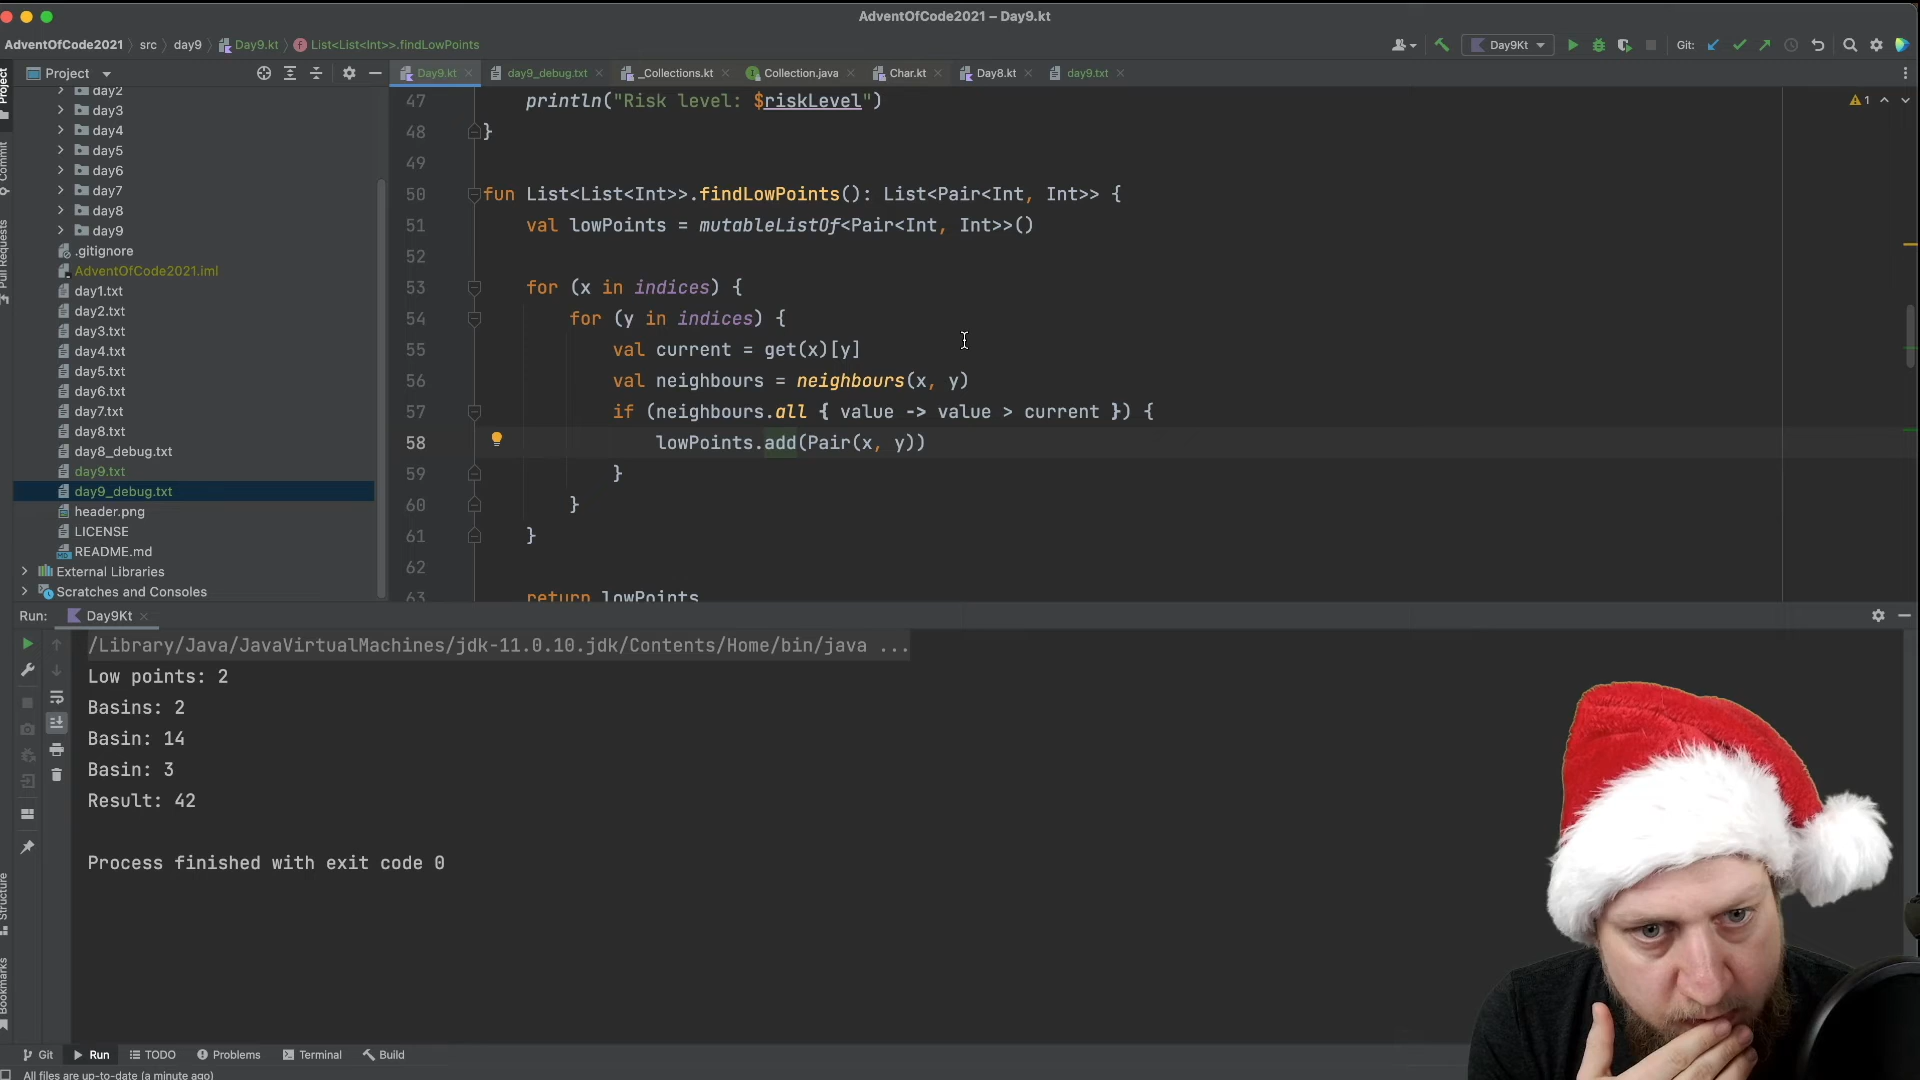 AdventOfCode2021 – Day9.kt
AdventOfCode2021 src day9 Day9.kt List<List<Int>>.findLowPoints
Day9Kt Git:
Project
Day9.kt day9_debug.txt _Collections.kt Collection.java Char.kt Day8.kt day9.txt
Project
Commit
Pull Requests
Structure
Bookmarks
day2
day3
day4
day5
day6
day7
day8
day9
.gitignore
AdventOfCode2021.iml
day1.txt
day2.txt
day3.txt
day4.txt
day5.txt
day6.txt
day7.txt
day8.txt
day8_debug.txt
day9.txt
day9_debug.txt
header.png
LICENSE
README.md
External Libraries
Scratches and Consoles
1
47 println("Risk level: $riskLevel")
48 }
49
50 fun List<List<Int>>.findLowPoints(): List<Pair<Int, Int>> {
51 val lowPoints = mutableListOf<Pair<Int, Int>>()
52
53 for (x in indices) {
54 for (y in indices) {
55 val current = get(x)[y]
56 val neighbours = neighbours(x, y)
57 if (neighbours.all { value -> value > current }) {
58 lowPoints.add(Pair(x, y))
59 }
60 }
61 }
62
63 return lowPoints
Run: Day9Kt
/Library/Java/JavaVirtualMachines/jdk-11.0.10.jdk/Contents/Home/bin/java ...
Low points: 2
Basins: 2
Basin: 14
Basin: 3
Result: 42
Process finished with exit code 0
Git Run TODO Problems Terminal Build
All files are up-to-date (a minute ago)